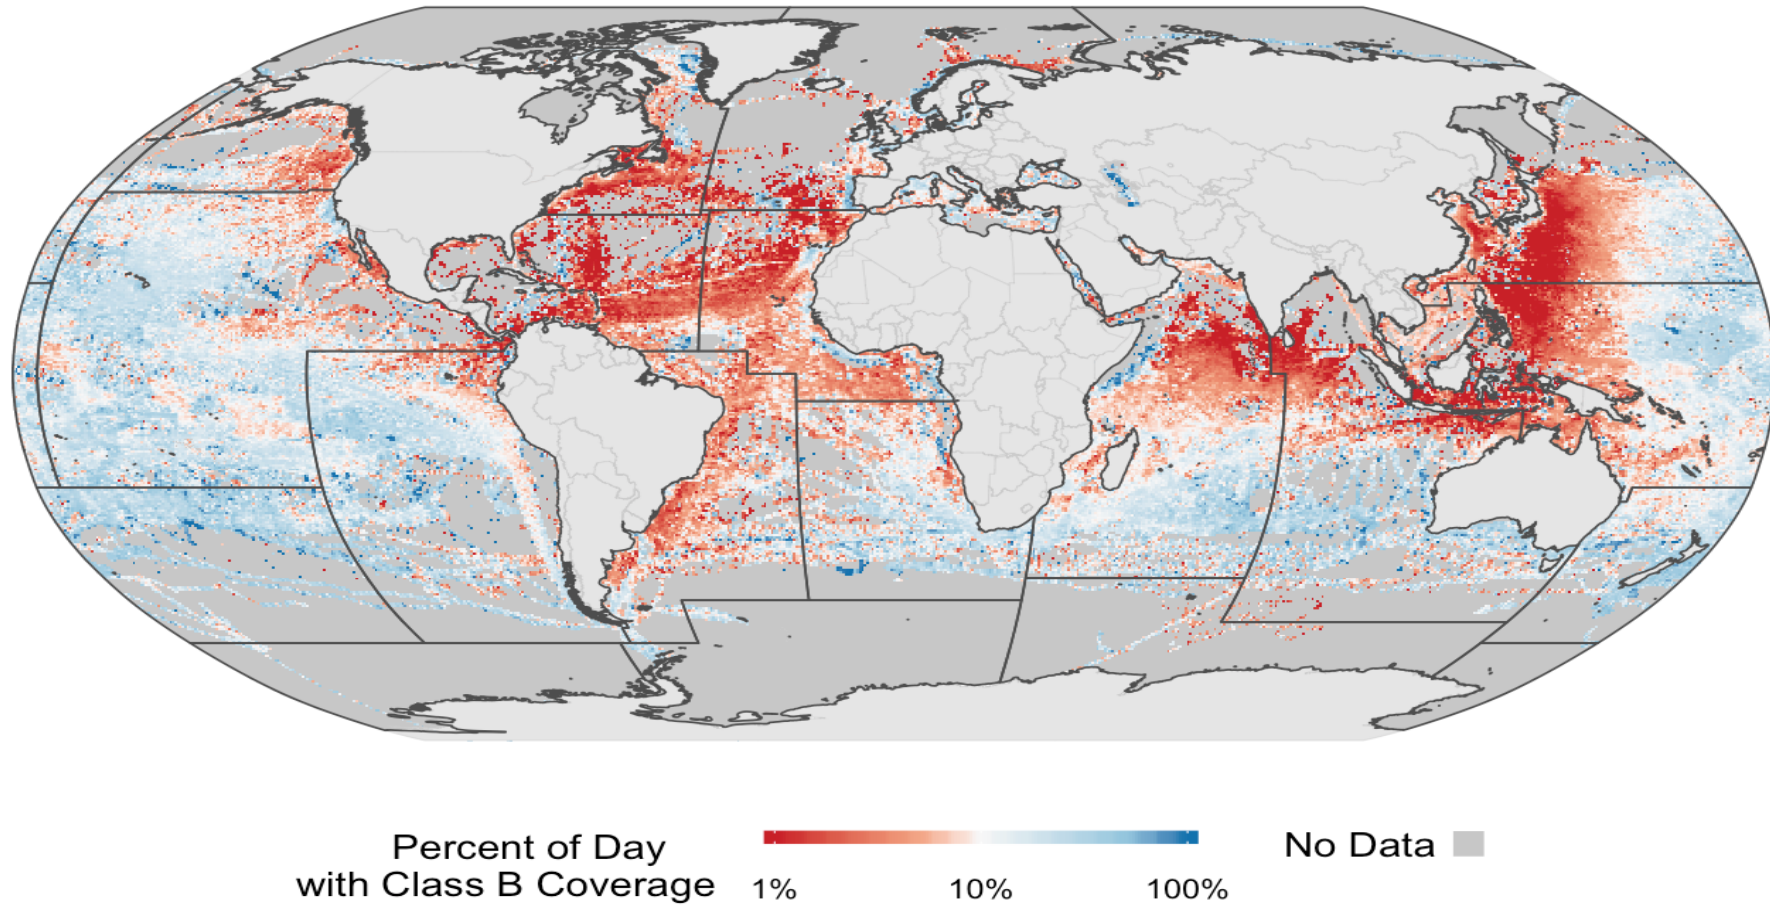 Percent of Day
with Class B Coverage
1% 10% 100%
No Data